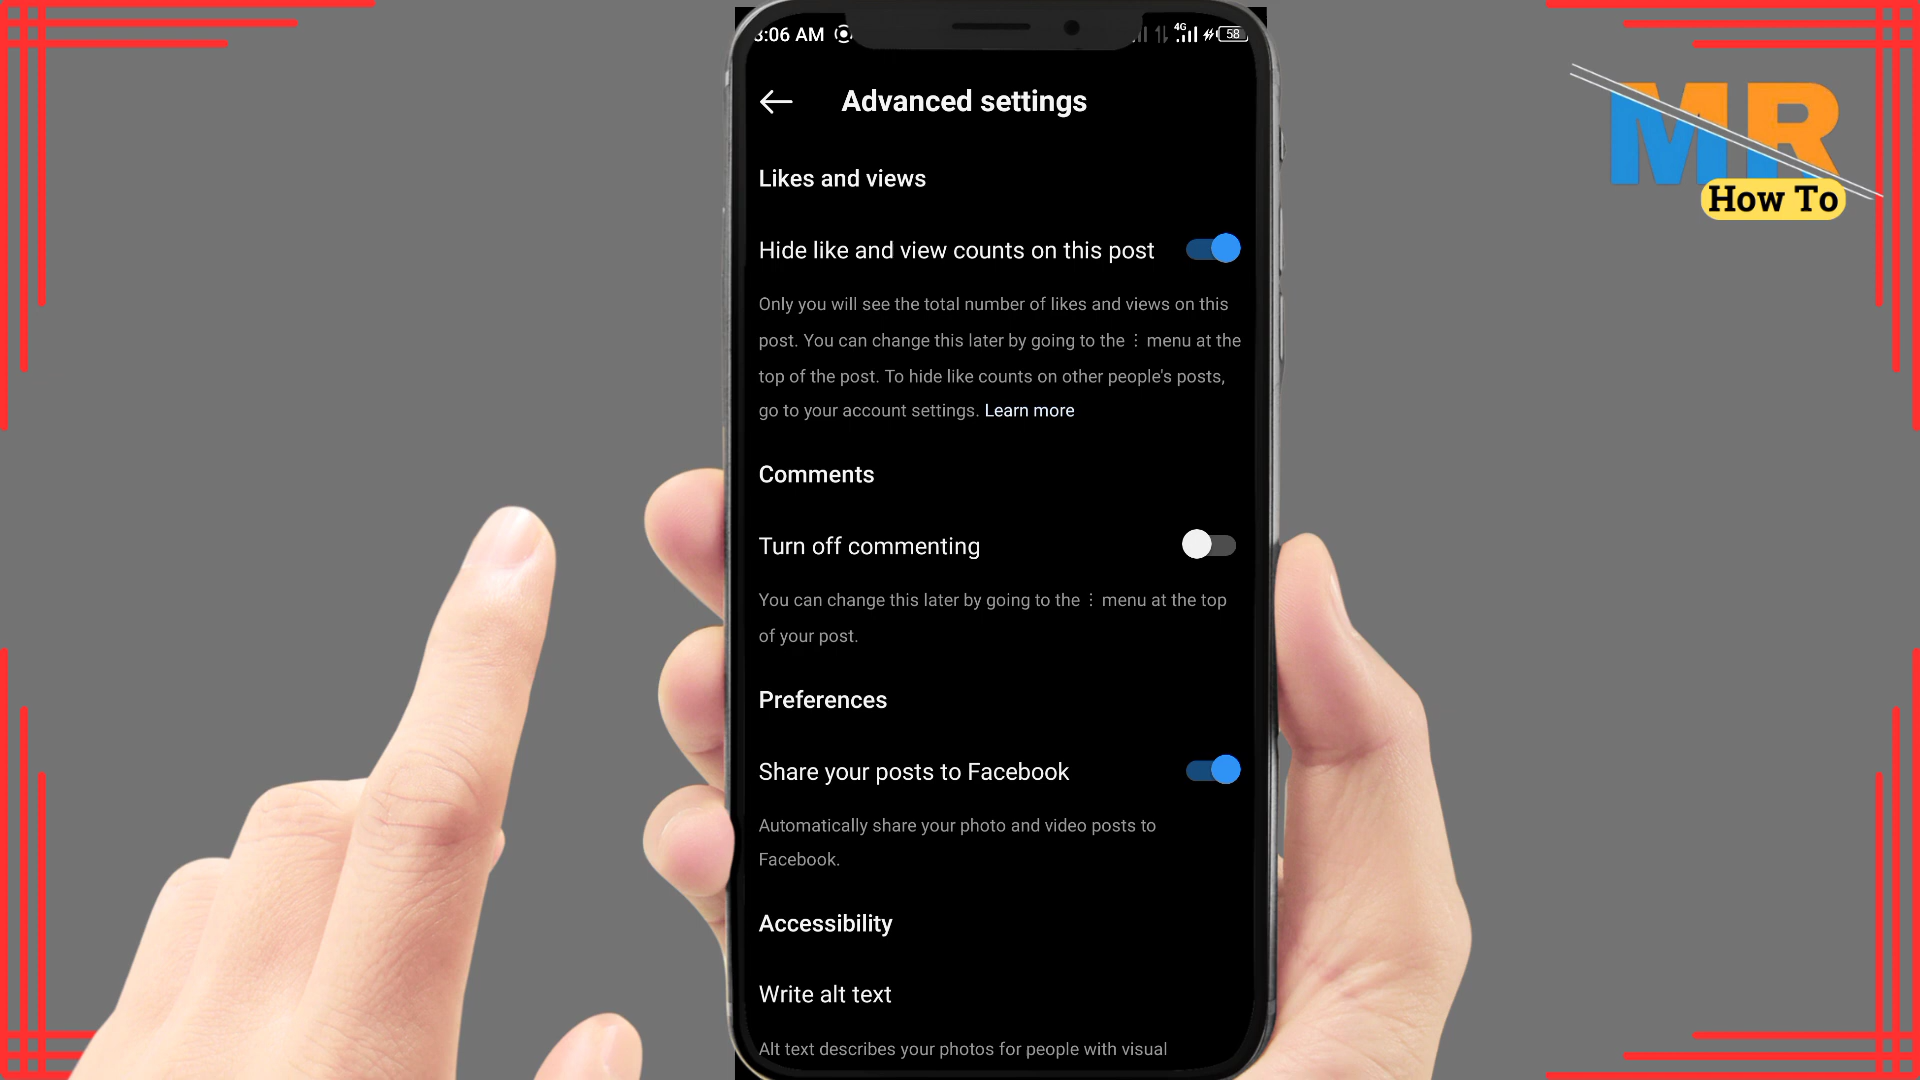 :06 AM 4G 58
Advanced settings
MR
How To
Likes and views
Hide like and view counts on this post
Only you will see the total number of likes and views on this
post. You can change this later by going to the ⋮ menu at the
top of the post. To hide like counts on other people's posts,
go to your account settings. Learn more
Comments
Turn off commenting
You can change this later by going to the ⋮ menu at the top
of your post.
Preferences
Share your posts to Facebook
Automatically share your photo and video posts to
Facebook.
Accessibility
Write alt text
Alt text describes your photos for people with visual